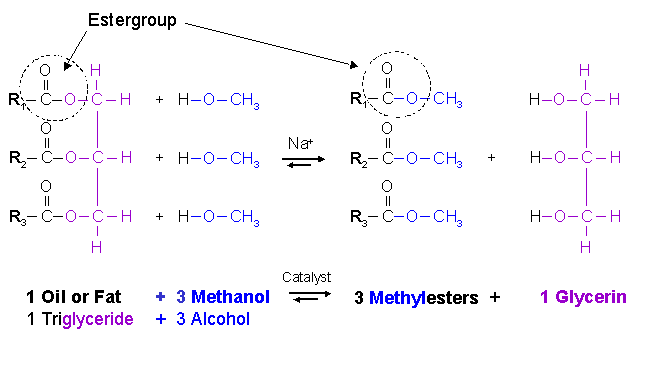 Estergroup
O O
H H
R1–C–O–C–H + H–O–CH3 R1–C–O–CH3 H–O–C–H
O O
R2–C–O–C–H + H–O–CH3 Na+ R2–C–O–CH3 + H–O–C–H
O O
R3–C–O–C–H + H–O–CH3 R3–C–O–CH3 H–O–C–H
H H
Catalyst
1 Oil or Fat + 3 Methanol 3 Methylesters + 1 Glycerin
1 Triglyceride + 3 Alcohol